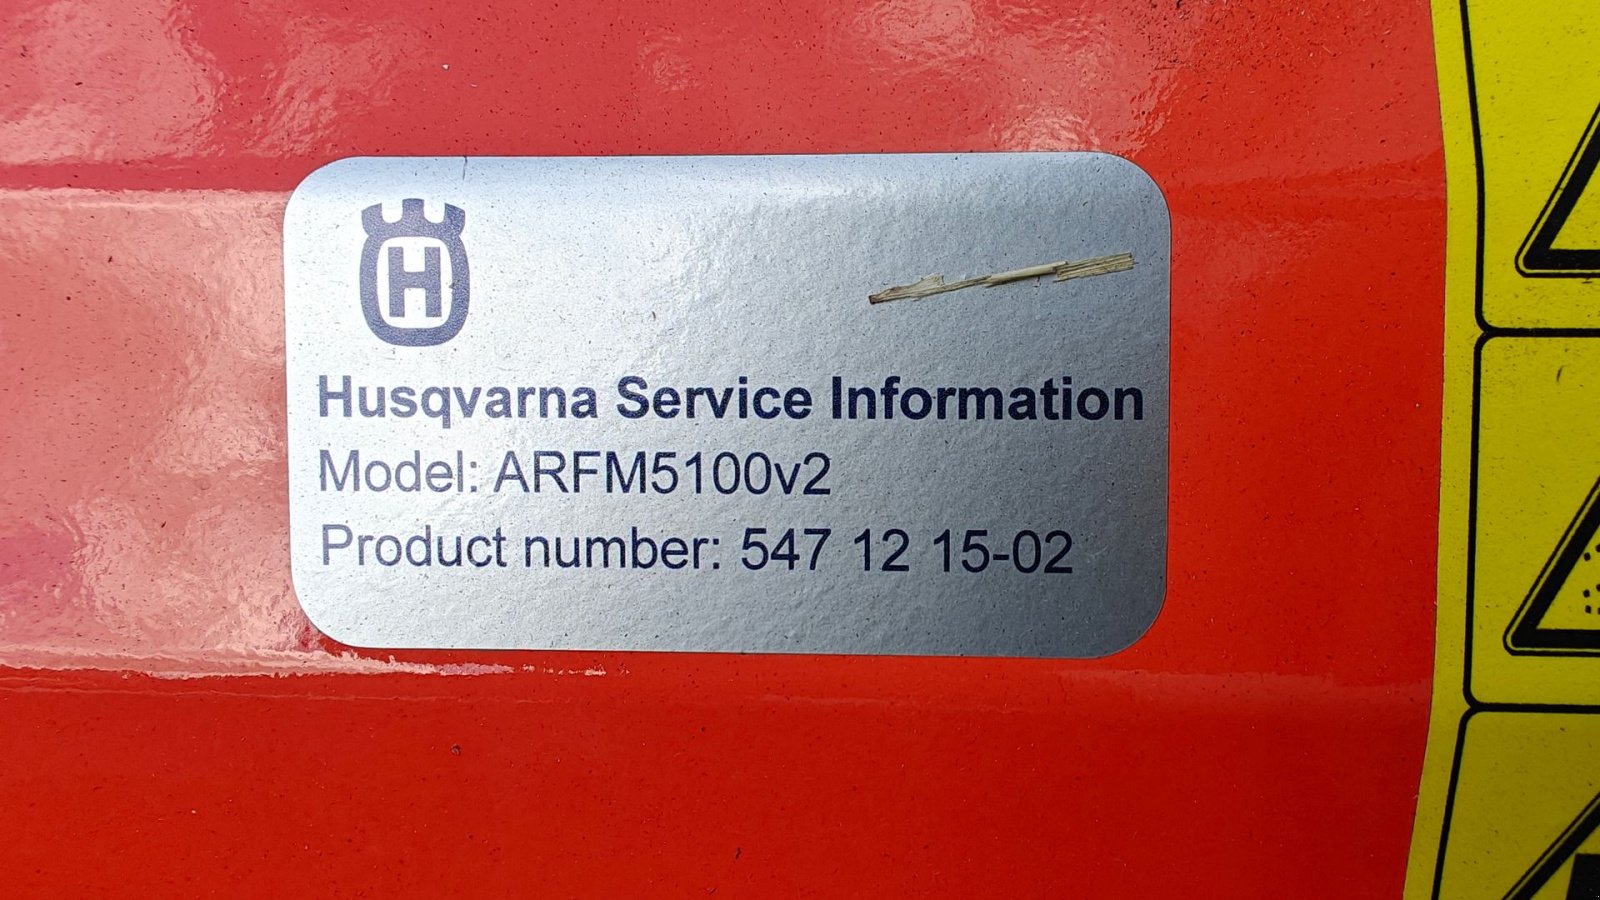 H
Husqvarna Service Information
Model: ARFM5100v2
Product number: 547 12 15-02